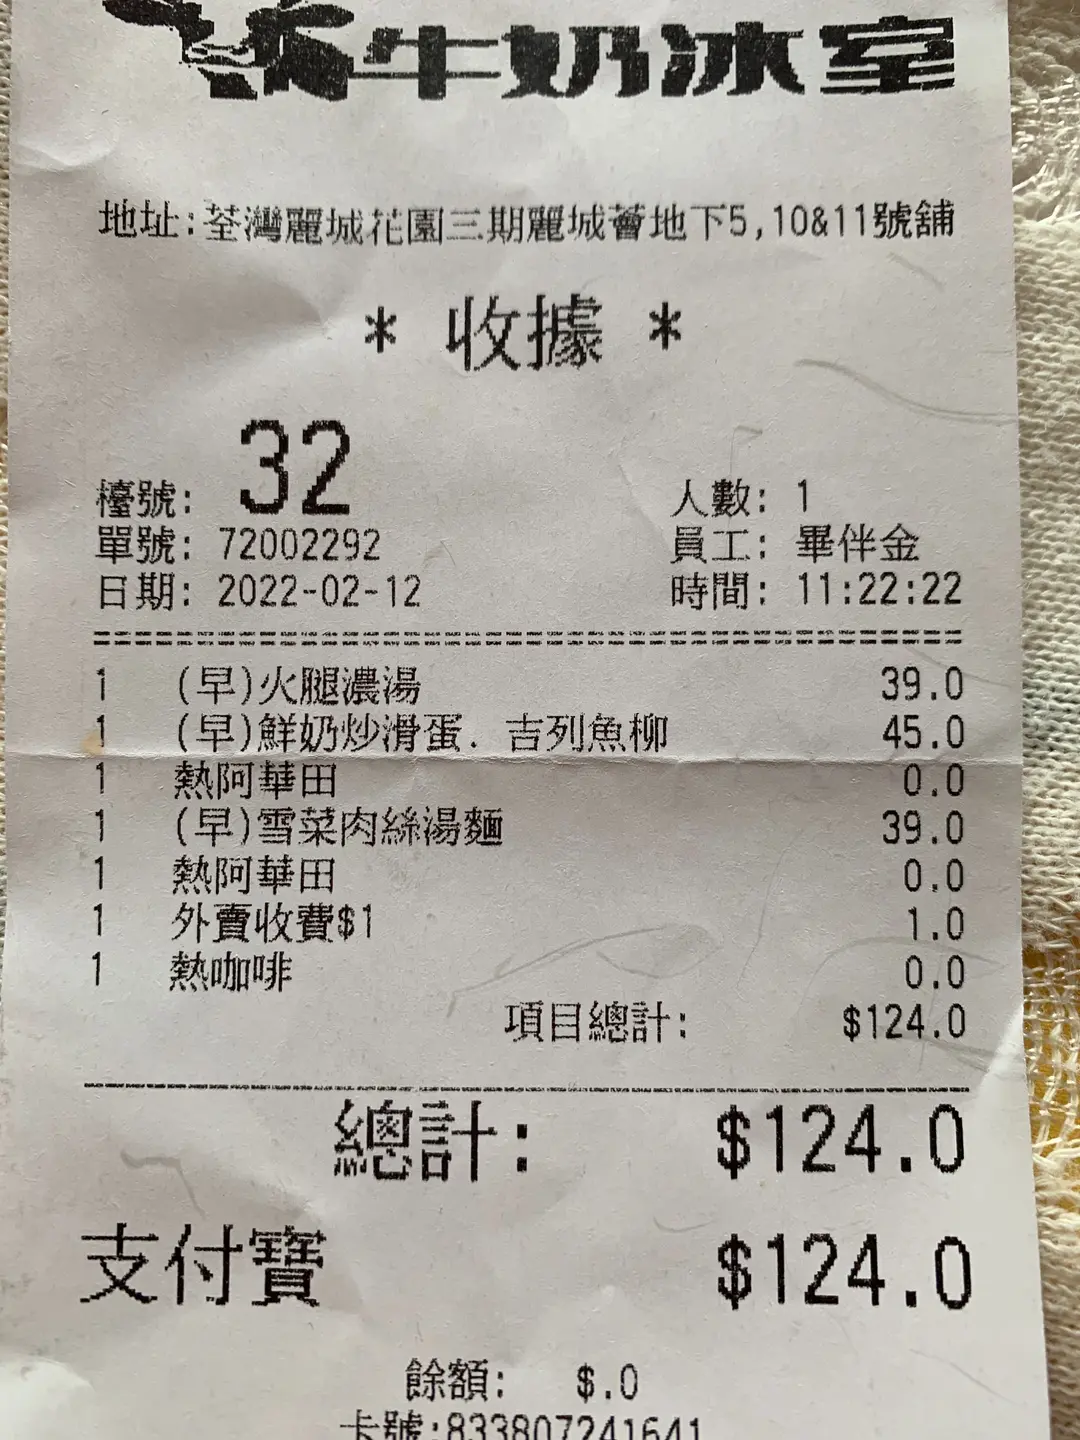 牛奶冰室
地址:荃灣麗城花園三期麗城薈地下5,10&11號舖
* 收據 *
檯號: 32 人數: 1
單號: 72002292 員工: 畢伴金
日期: 2022-02-12 時間: 11:22:22
1 (早)火腿濃湯 39.0
1 (早)鮮奶炒滑蛋. 吉列魚柳 45.0
1 熱阿華田 0.0
1 (早)雪菜肉絲湯麵 39.0
1 熱阿華田 0.0
1 外賣收費$1 1.0
1 熱咖啡 0.0
項目總計: $124.0
總計: $124.0
支付寶 $124.0
餘額: $.0
卡號:833807241641